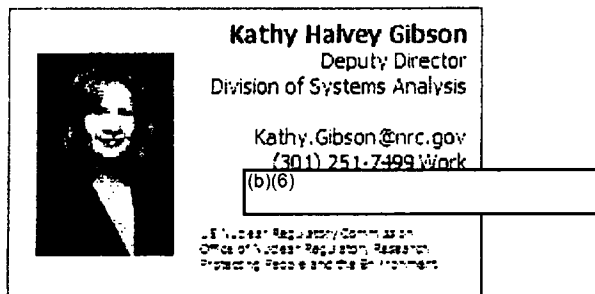 Kathy Halvey Gibson
Deputy Director
Division of Systems Analysis
Kathy.Gibson@nrc.gov
(301) 251-7499 Work
(b)(6)
US Nuclear Regulatory Commission
Office of Nuclear Regulatory Research
Protecting People and the Environment